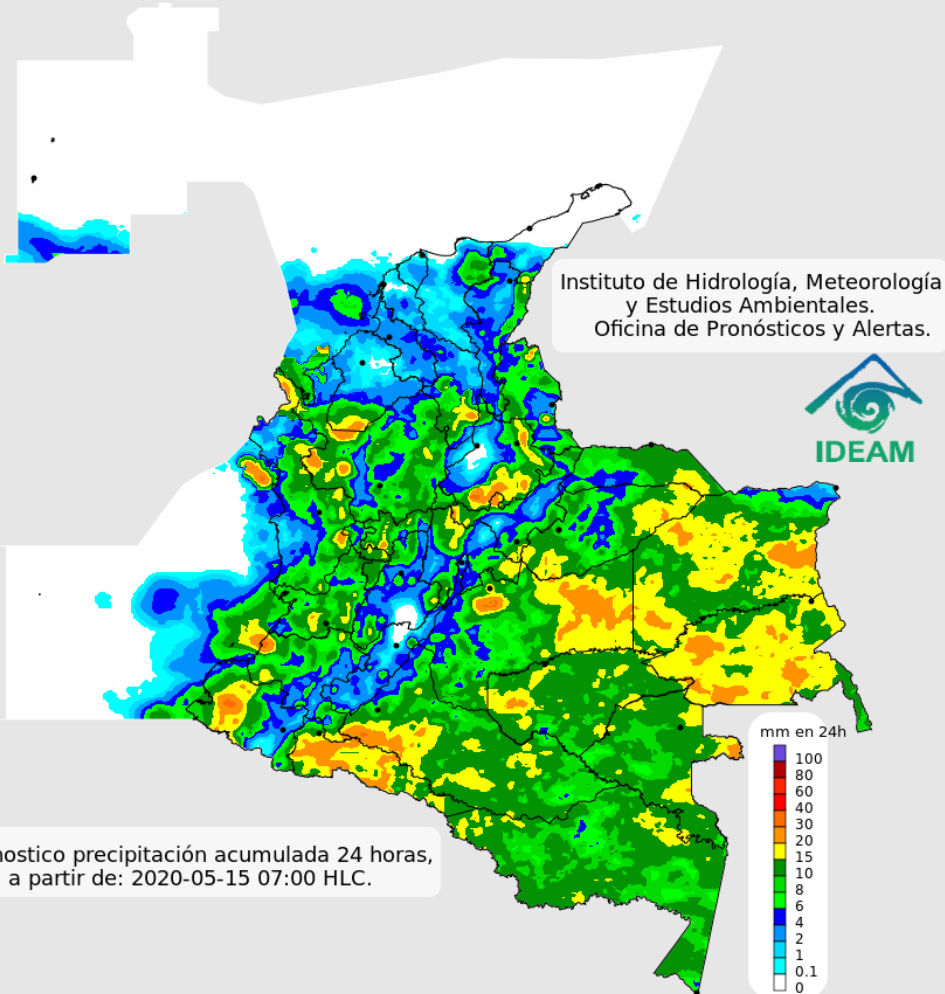 Instituto de Hidrología, Meteorología
y Estudios Ambientales.
Oficina de Pronósticos y Alertas.
IDEAM
mm en 24h
100
80
60
40
30
20
15
10
8
6
4
2
1
0.1
0
nostico precipitación acumulada 24 horas,
a partir de: 2020-05-15 07:00 HLC.